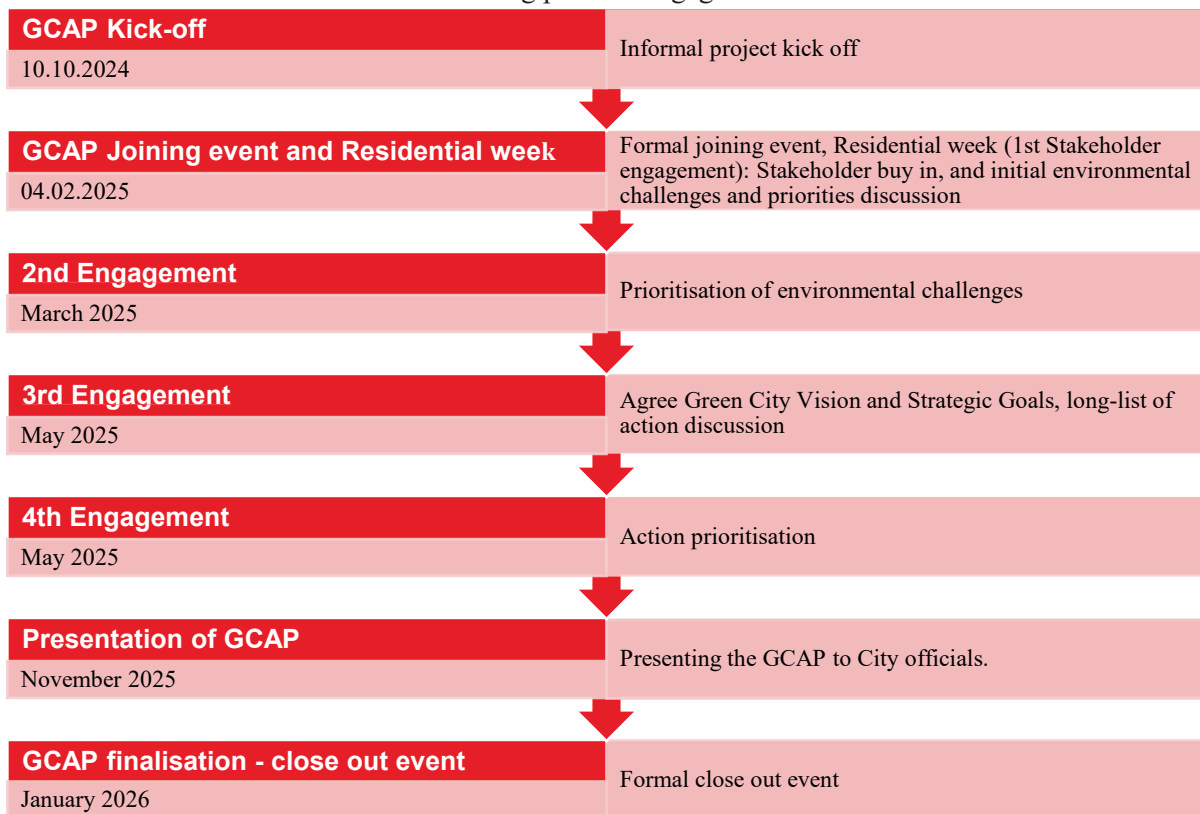 GCAP Kick-off
10.10.2024
Informal project kick off
GCAP Joining event and Residential week
04.02.2025
Formal joining event, Residential week (1st Stakeholder
engagement): Stakeholder buy in, and initial environmental
challenges and priorities discussion
2nd Engagement
March 2025
Prioritisation of environmental challenges
3rd Engagement
May 2025
Agree Green City Vision and Strategic Goals, long-list of
action discussion
4th Engagement
May 2025
Action prioritisation
Presentation of GCAP
November 2025
Presenting the GCAP to City officials.
GCAP finalisation - close out event
January 2026
Formal close out event